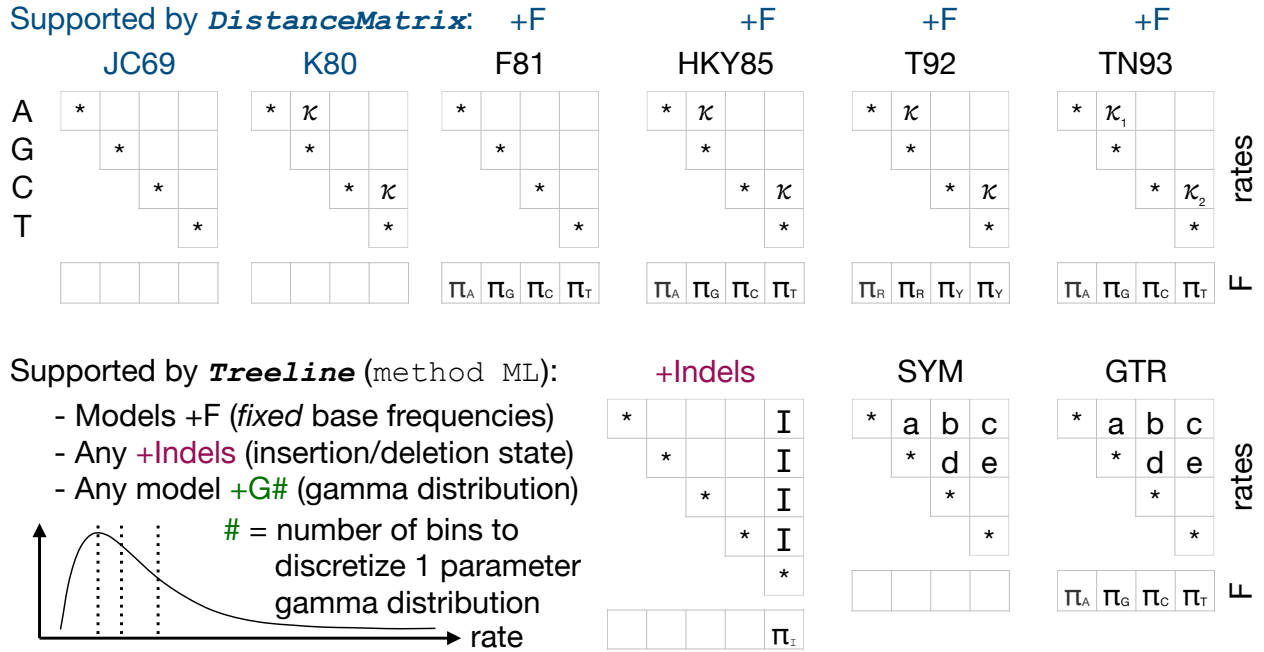 Supported by DistanceMatrix: +F +F +F +F
JC69 K80 F81 HKY85 T92 TN93
A * * κ * * κ * κ * κ₁
G * * * * * *
C * * κ * * κ * κ * κ₂
T * * * * * *
rates
πA πG πC πT πA πG πC πT πR πR πY πY πA πG πC πT F
Supported by Treeline (method ML): +Indels SYM GTR
- Models +F (fixed base frequencies) * I * a b c * a b c
- Any +Indels (insertion/deletion state) * I * d e * d e
- Any model +G# (gamma distribution) * I * *
# = number of bins to * I * *
discretize 1 parameter *
gamma distribution
rates
πA πG πC πT F
rate πI